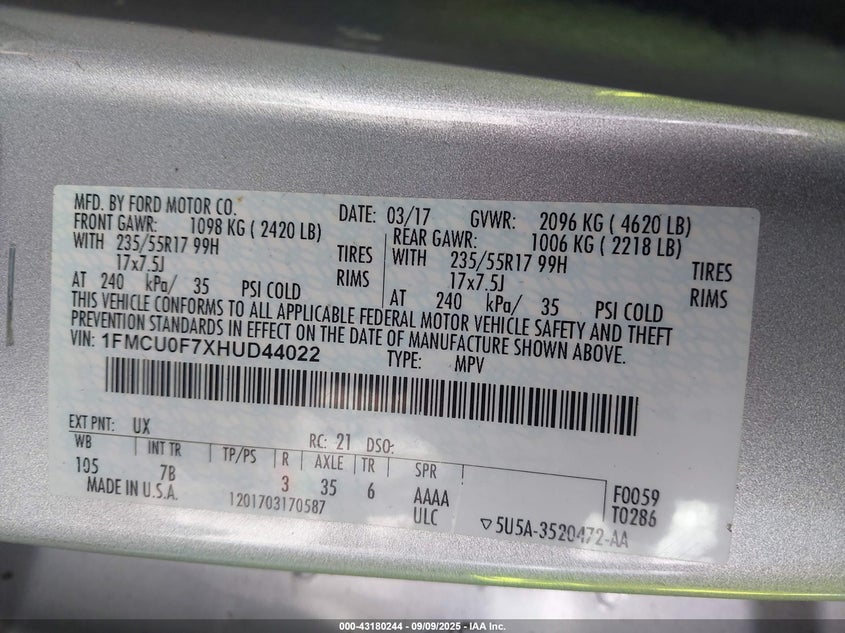 MFD. BY FORD MOTOR CO. DATE: 03/17 GVWR: 2096 KG ( 4620 LB)
FRONT GAWR: 1098 KG ( 2420 LB) REAR GAWR: 1006 KG ( 2218 LB)
WITH 235/55R17 99H TIRES WITH 235/55R17 99H TIRES
17x7.5J RIMS 17x7.5J RIMS
AT 240 kPa/ 35 PSI COLD AT 240 kPa/ 35 PSI COLD
THIS VEHICLE CONFORMS TO ALL APPLICABLE FEDERAL MOTOR VEHICLE SAFETY AND THEFT
PREVENTION STANDARDS IN EFFECT ON THE DATE OF MANUFACTURE SHOWN ABOVE.
VIN: 1FMCU0F7XHUD44022 TYPE: MPV
EXT PNT: UX RC: 21 DSO:
WB INT TR TP/PS R AXLE TR SPR
105 7B 3 35 6 AAAA F0059
MADE IN U.S.A. 1201703170587 ULC T0286
▽5U5A-3520472-AA
000-43180244 - 09/09/2025 - IAA Inc.